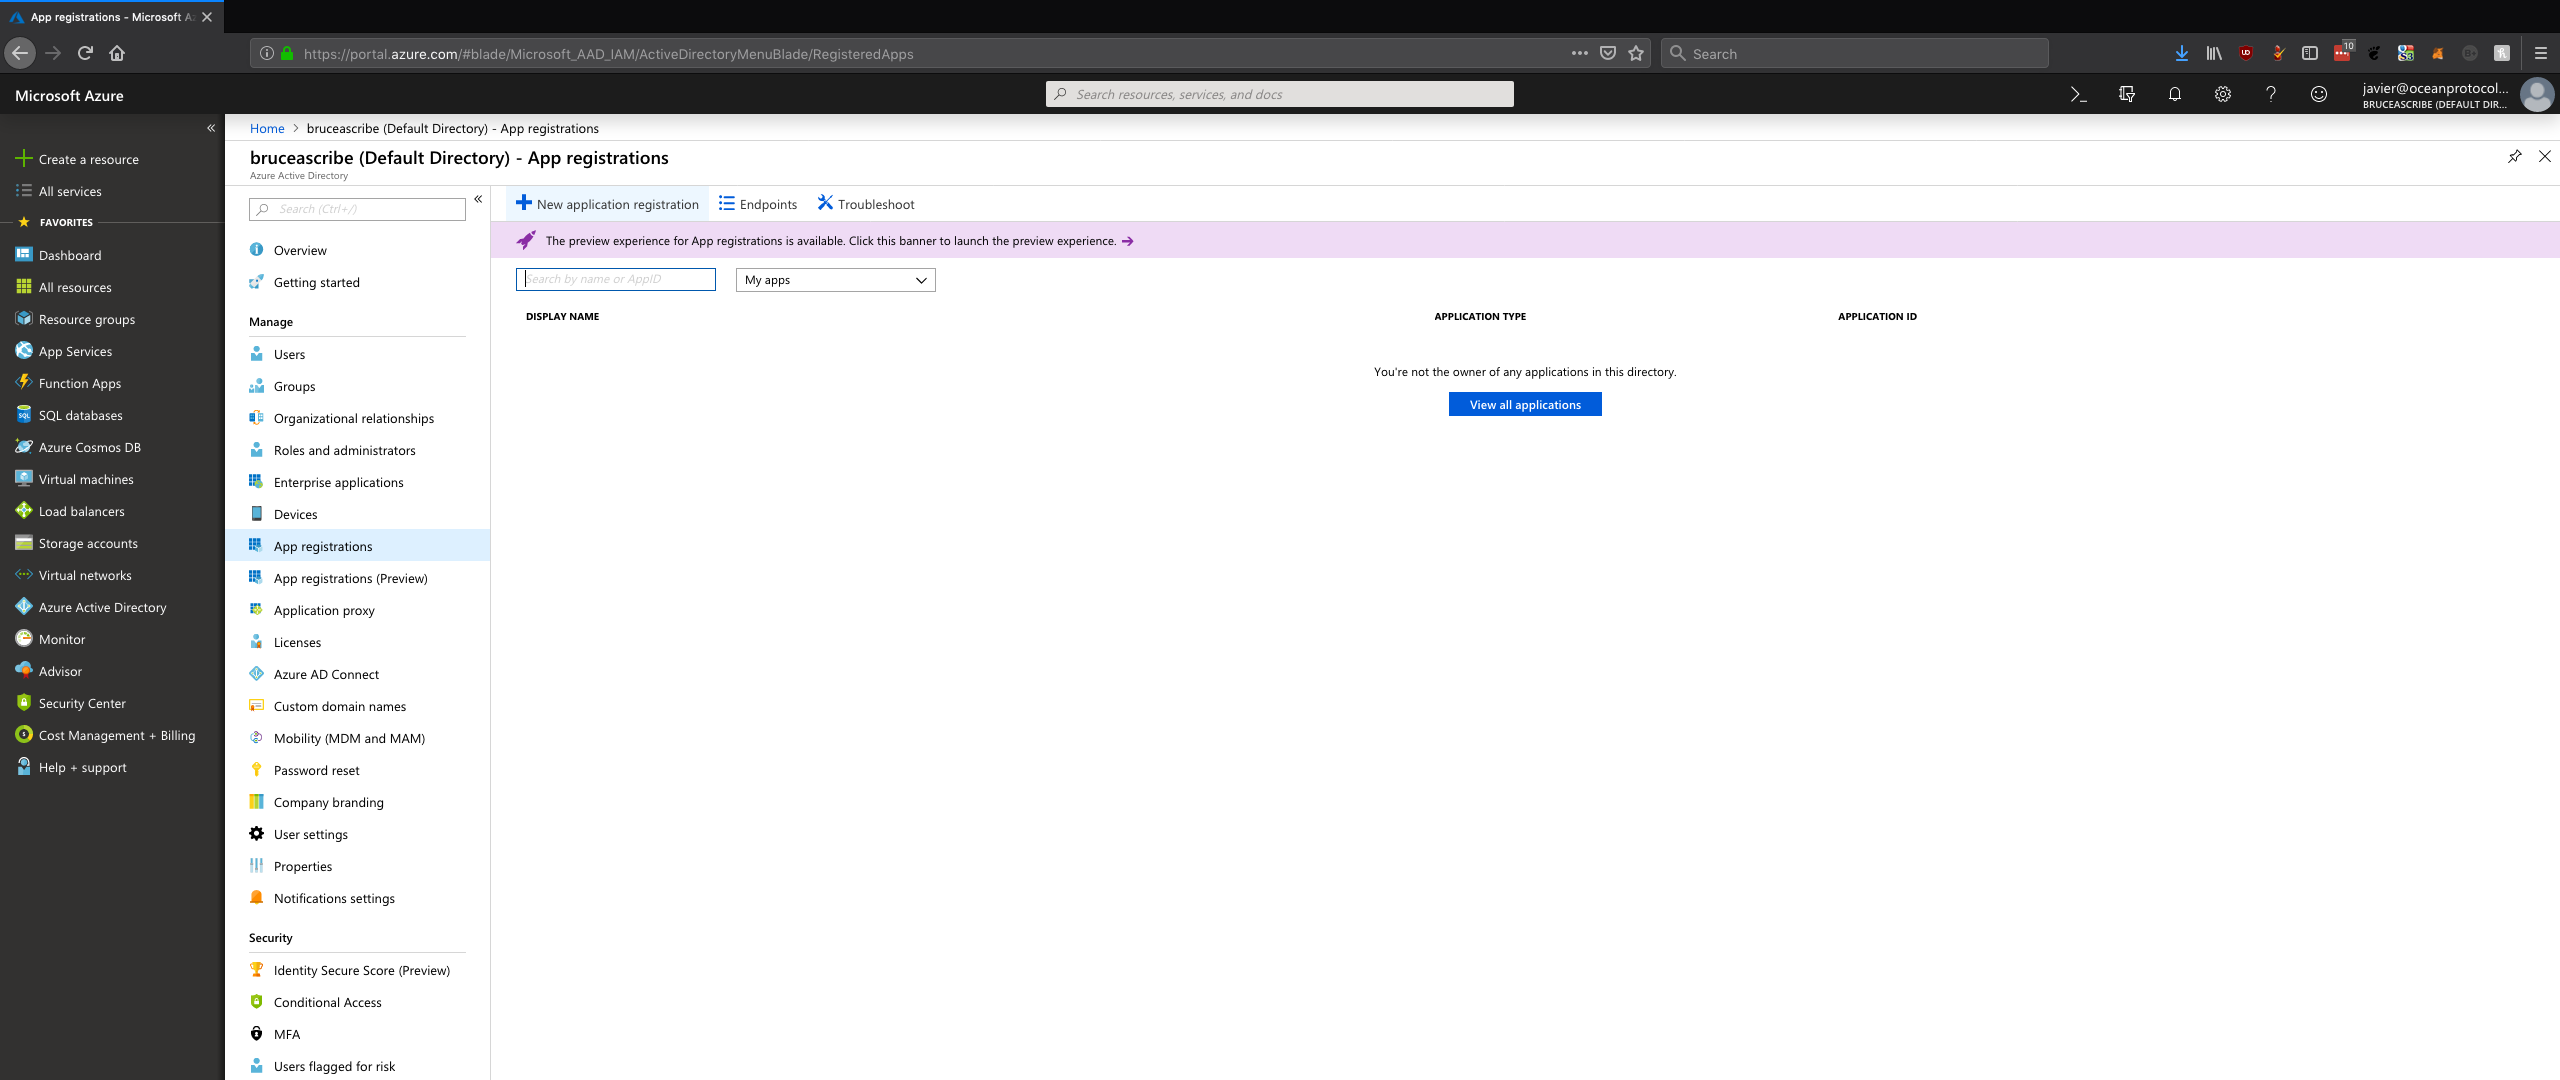 App registrations - Microsoft Az
https://portal.azure.com/#blade/Microsoft_AAD_IAM/ActiveDirectoryMenuBlade/RegisteredApps
Search
10
Microsoft Azure
Search resources, services, and docs
javier@oceanprotocol...
BRUCEASCRIBE (DEFAULT DIR...
Home > bruceascribe (Default Directory) - App registrations
bruceascribe (Default Directory) - App registrations
Azure Active Directory
Create a resource
All services
FAVORITES
Dashboard
All resources
Resource groups
App Services
Function Apps
SQL databases
Azure Cosmos DB
Virtual machines
Load balancers
Storage accounts
Virtual networks
Azure Active Directory
Monitor
Advisor
Security Center
Cost Management + Billing
Help + support
Search (Ctrl+/)
Overview
Getting started
Manage
Users
Groups
Organizational relationships
Roles and administrators
Enterprise applications
Devices
App registrations
App registrations (Preview)
Application proxy
Licenses
Azure AD Connect
Custom domain names
Mobility (MDM and MAM)
Password reset
Company branding
User settings
Properties
Notifications settings
Security
Identity Secure Score (Preview)
Conditional Access
MFA
Users flagged for risk
New application registration
Endpoints
Troubleshoot
The preview experience for App registrations is available. Click this banner to launch the preview experience. →
Search by name or AppID
My apps
DISPLAY NAME
APPLICATION TYPE
APPLICATION ID
You're not the owner of any applications in this directory.
View all applications